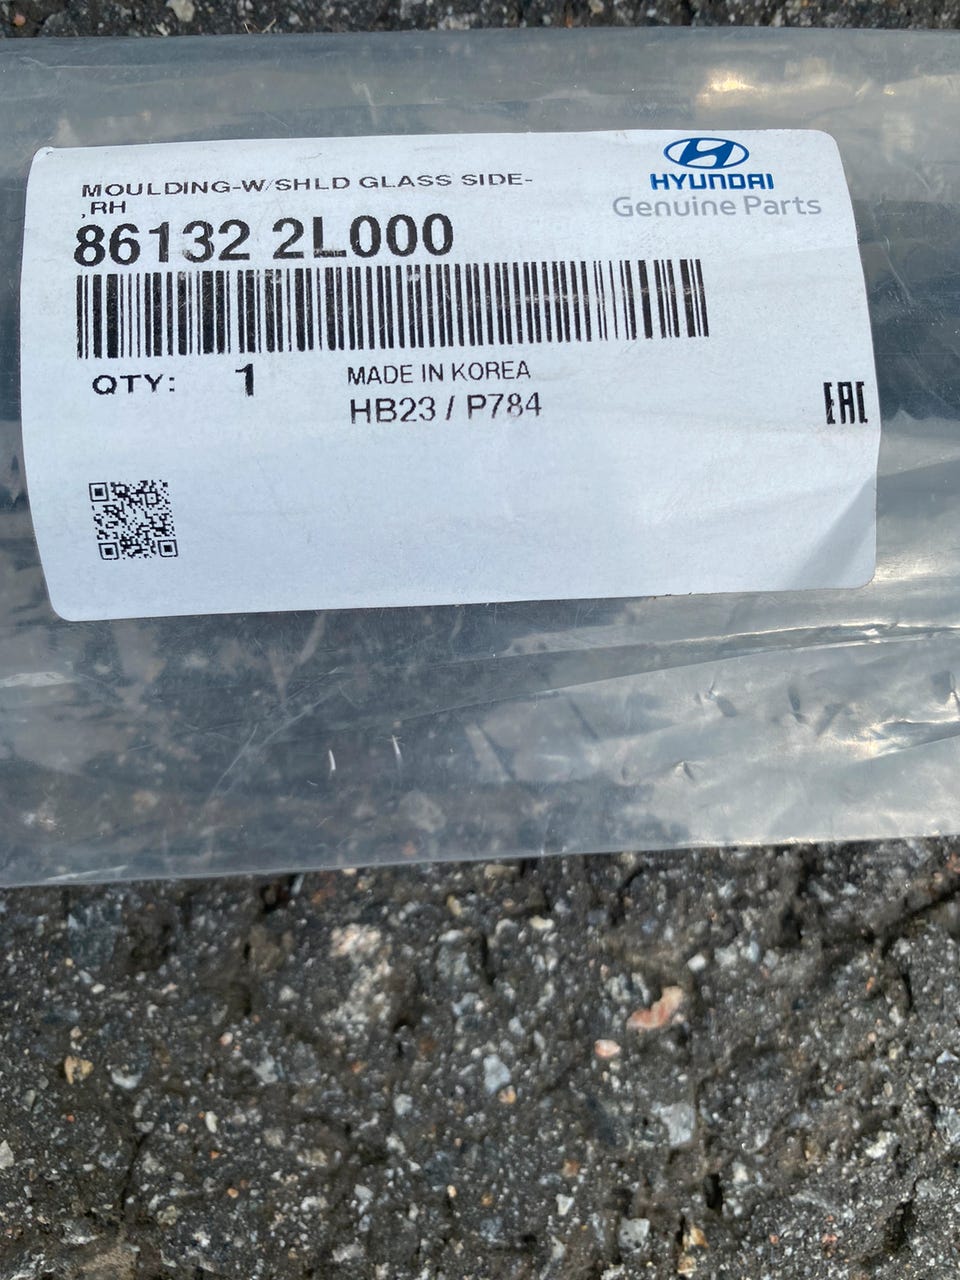 MOULDING-W/SHLD GLASS SIDE-
,RH
HYUNDAI
Genuine Parts
86132 2L000
QTY: 1
MADE IN KOREA
HB23 / P784
EAC